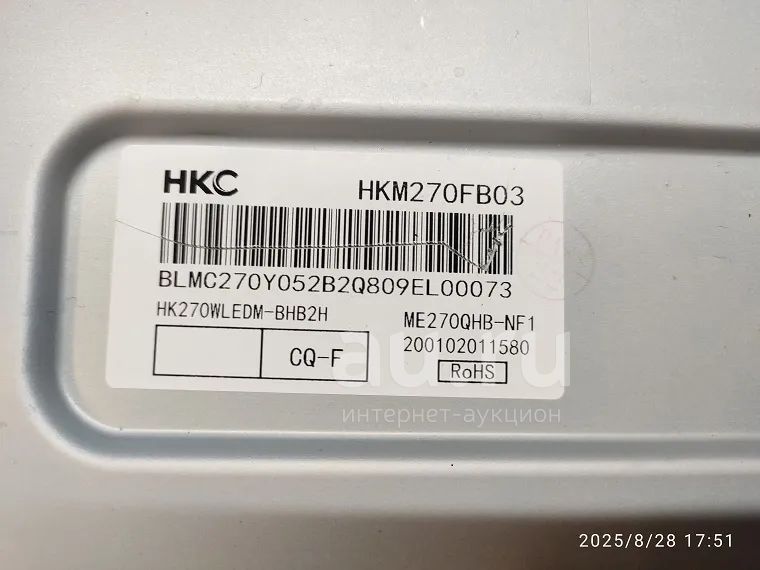 HKC
HKM270FB03
BLMC270Y052B2Q809EL00073
HK270WLEDM-BHB2H
ME270QHB-NF1
200102011580
CQ-F
RoHS
au.ru
интернет-аукцион
2025/8/28 17:51